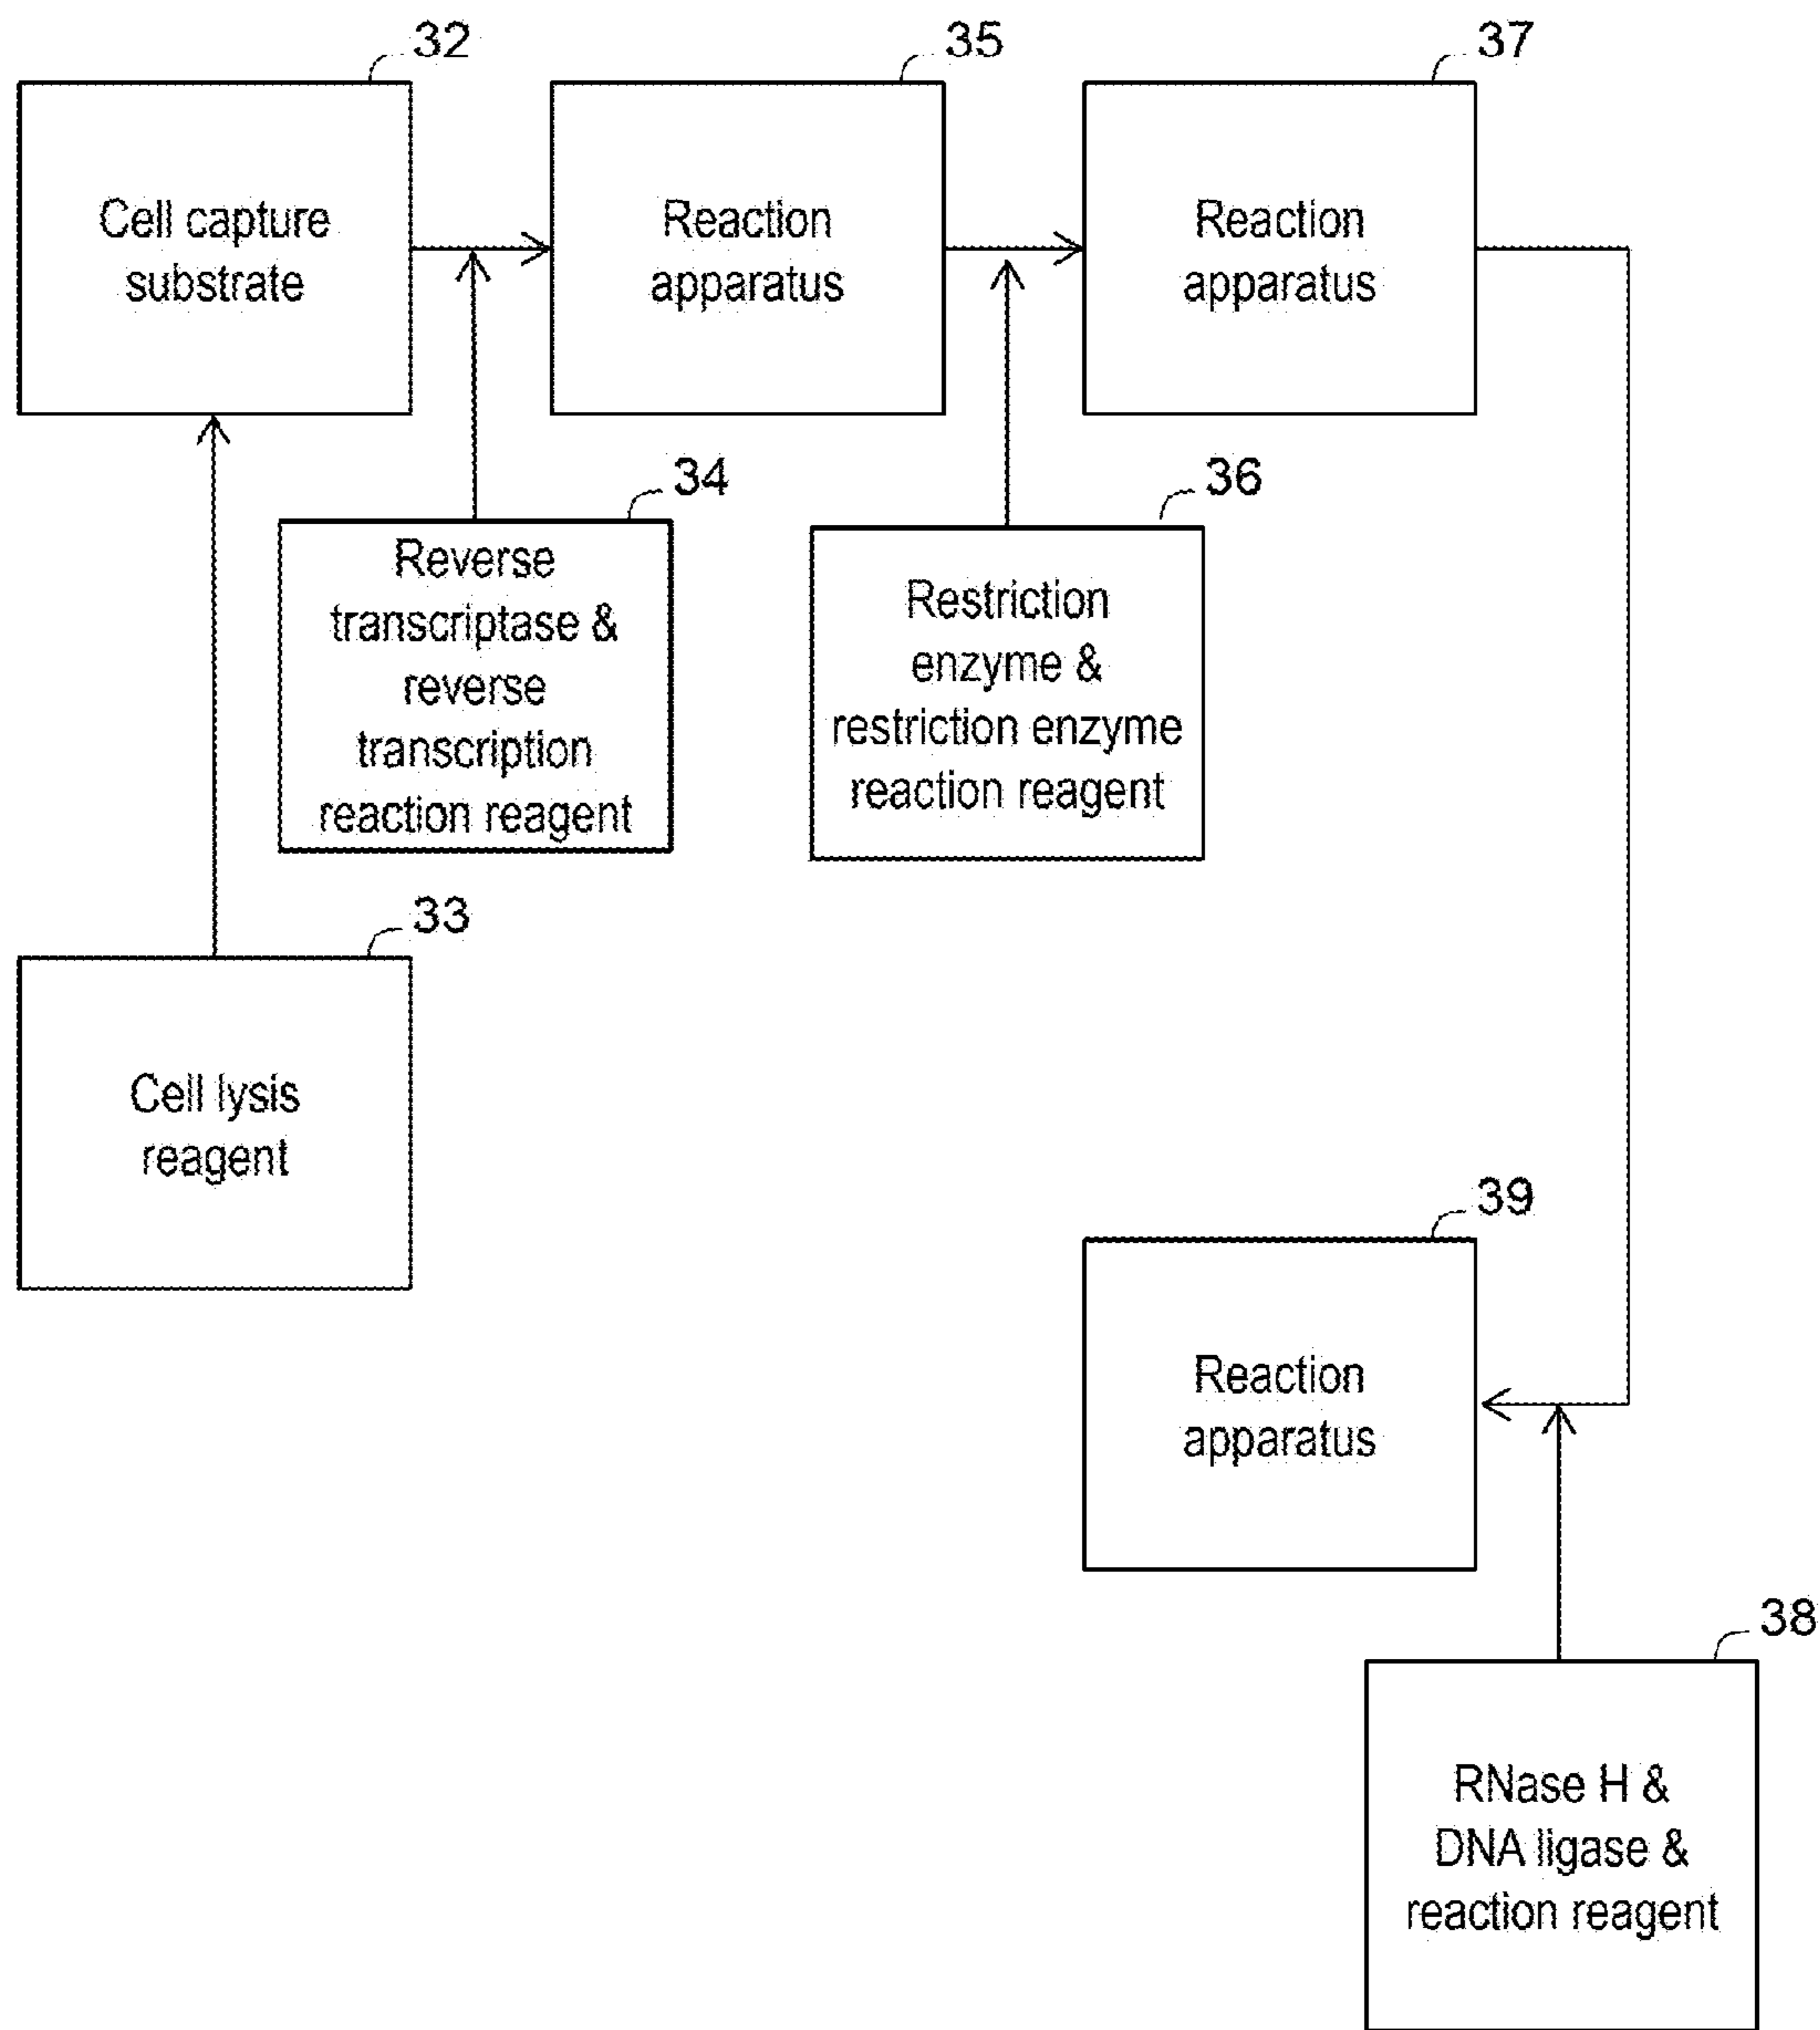 32
35
37
Cell capture
substrate
Reaction
apparatus
Reaction
apparatus
34
36
Reverse
transcriptase &
reverse
transcription
reaction reagent
Restriction
enzyme &
restriction enzyme
reaction reagent
33
Cell lysis
reagent
39
Reaction
apparatus
38
RNase H &
DNA ligase &
reaction reagent